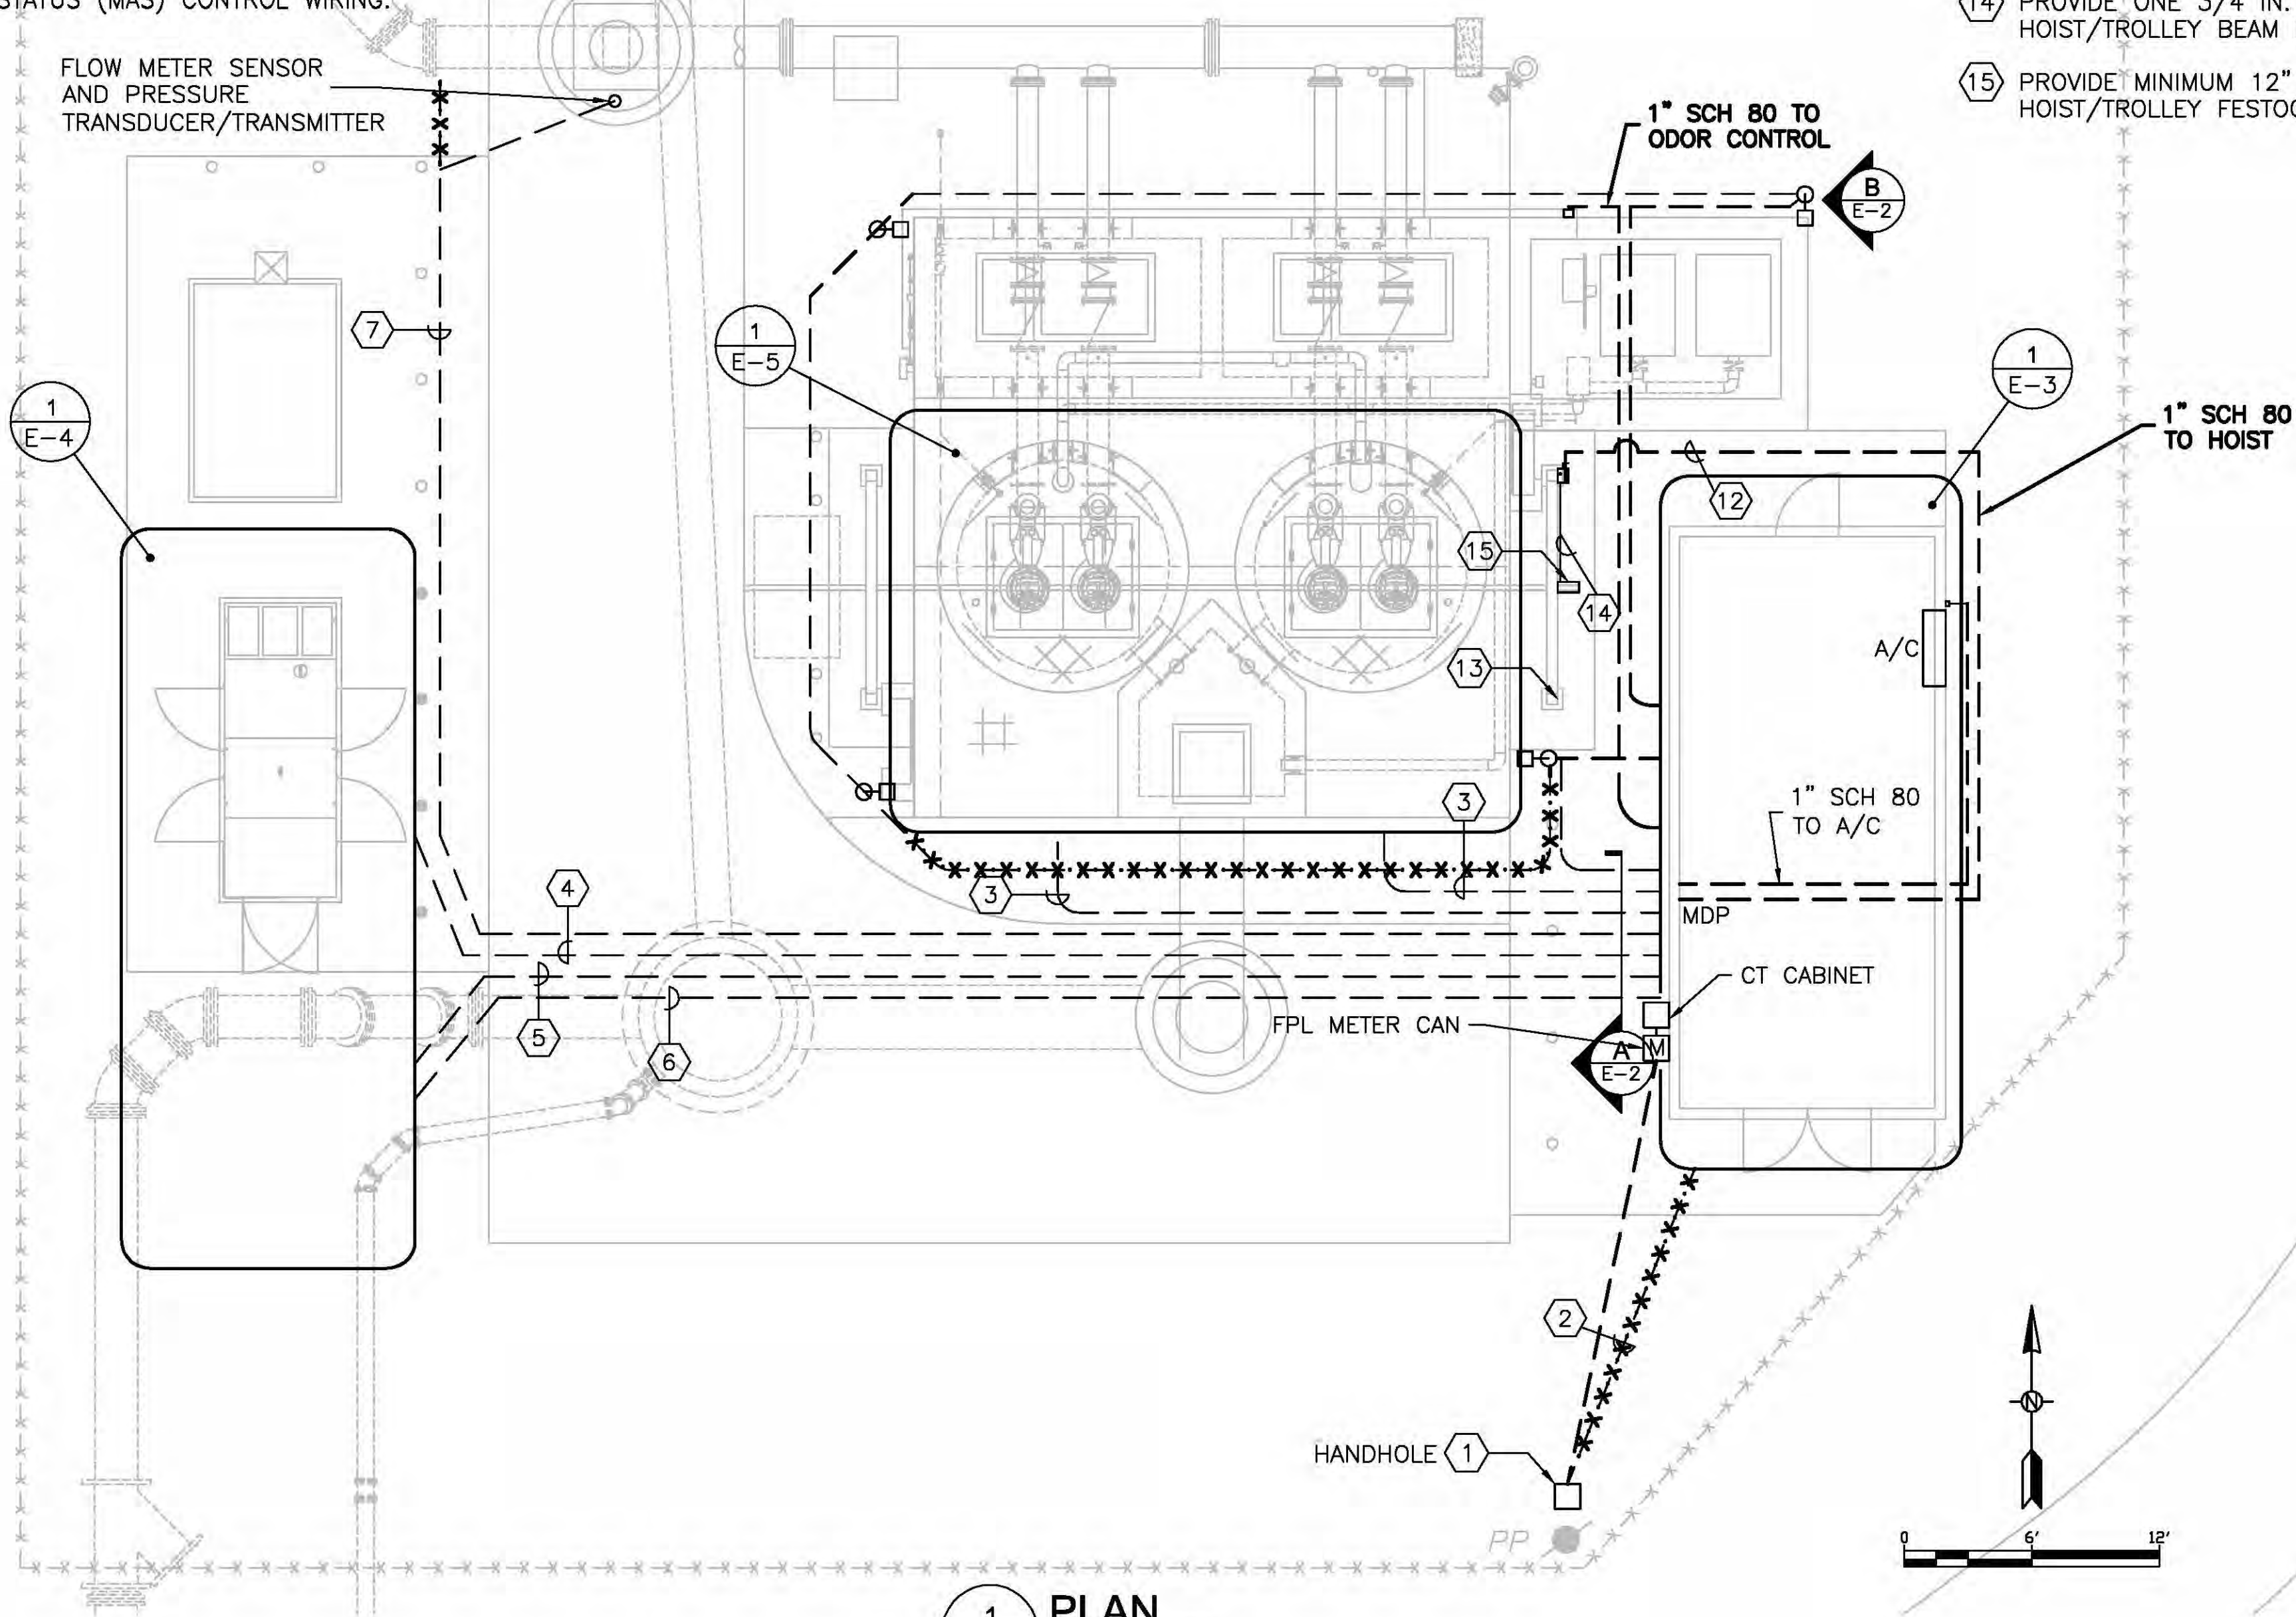 STATUS (MAS) CONTROL WIRING.
14 PROVIDE ONE 3/4 IN.
HOIST/TROLLEY BEAM
15 PROVIDE MINIMUM 12"
HOIST/TROLLEY
FLOW METER SENSOR
AND PRESSURE
TRANSDUCER/TRANSMITTER
1" SCH 80 TO
ODOR CONTROL
B
E-2
7
1
E-5
1
E-4
1
E-3
1" SCH 80
TO HOIST
12
15
14
13
A/C
3
1" SCH 80
TO A/C
4
3
MDP
CT CABINET
5
6
FPL METER CAN
M
A
E-2
2
HANDHOLE 1
N
PP
0 6' 12'
1
PLAN